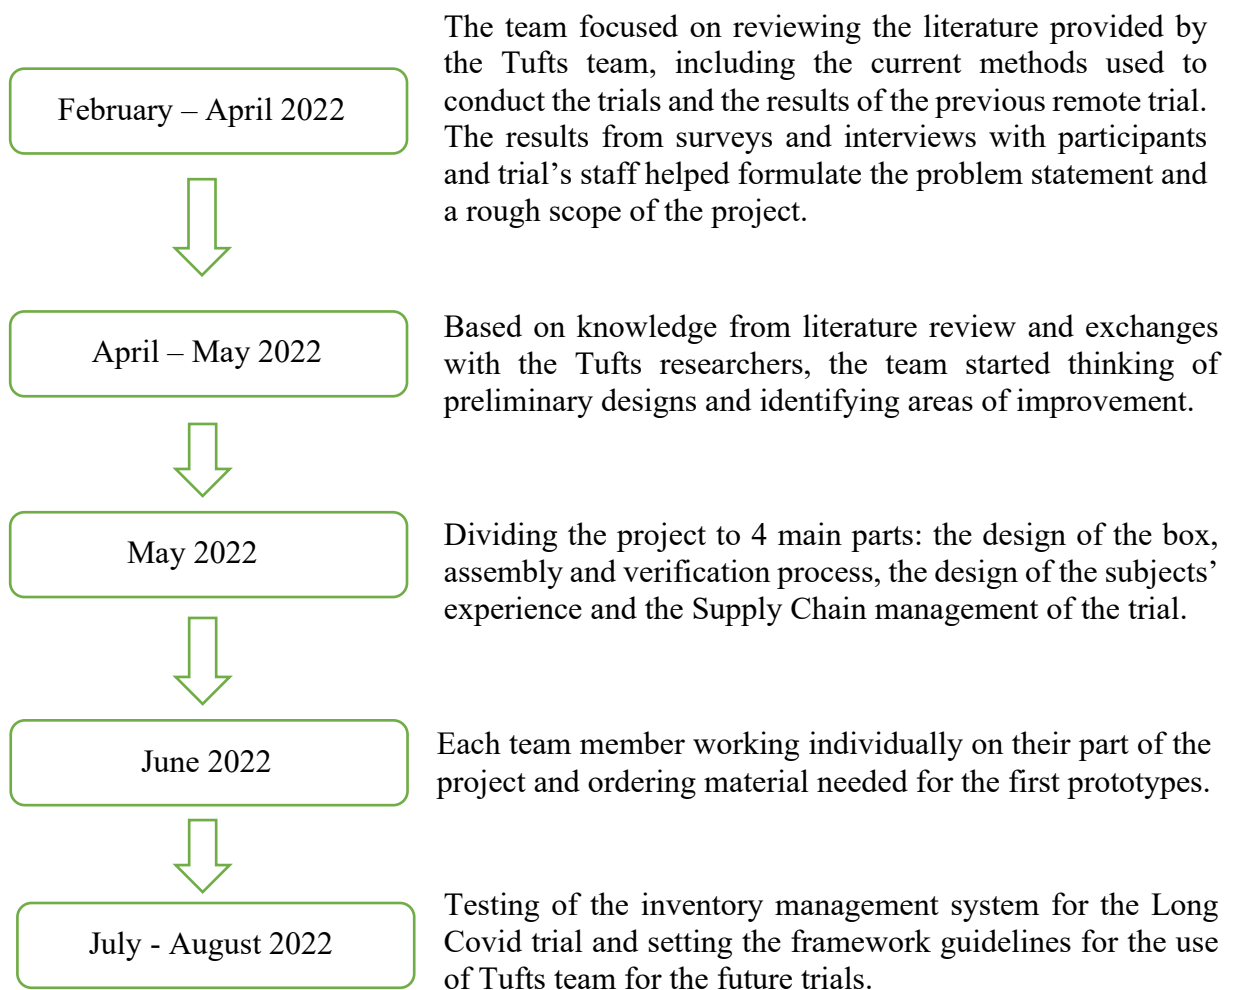 The team focused on reviewing the literature provided by
the Tufts team, including the current methods used to
February – April 2022
conduct the trials and the results of the previous remote trial.
The results from surveys and interviews with participants
and trial’s staff helped formulate the problem statement and
a rough scope of the project.
April – May 2022
Based on knowledge from literature review and exchanges
with the Tufts researchers, the team started thinking of
preliminary designs and identifying areas of improvement.
May 2022
Dividing the project to 4 main parts: the design of the box,
assembly and verification process, the design of the subjects’
experience and the Supply Chain management of the trial.
June 2022
Each team member working individually on their part of the
project and ordering material needed for the first prototypes.
July - August 2022
Testing of the inventory management system for the Long
Covid trial and setting the framework guidelines for the use
of Tufts team for the future trials.